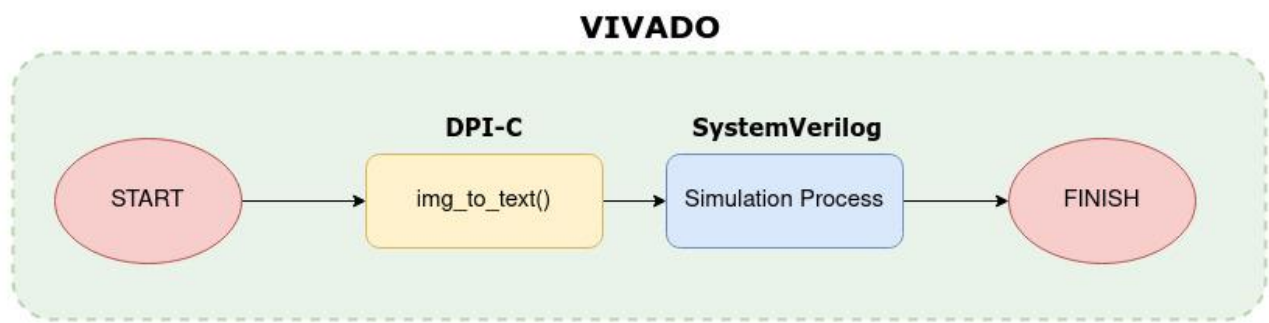 VIVADO
DPI-C
SystemVerilog
START
img_to_text()
Simulation Process
FINISH